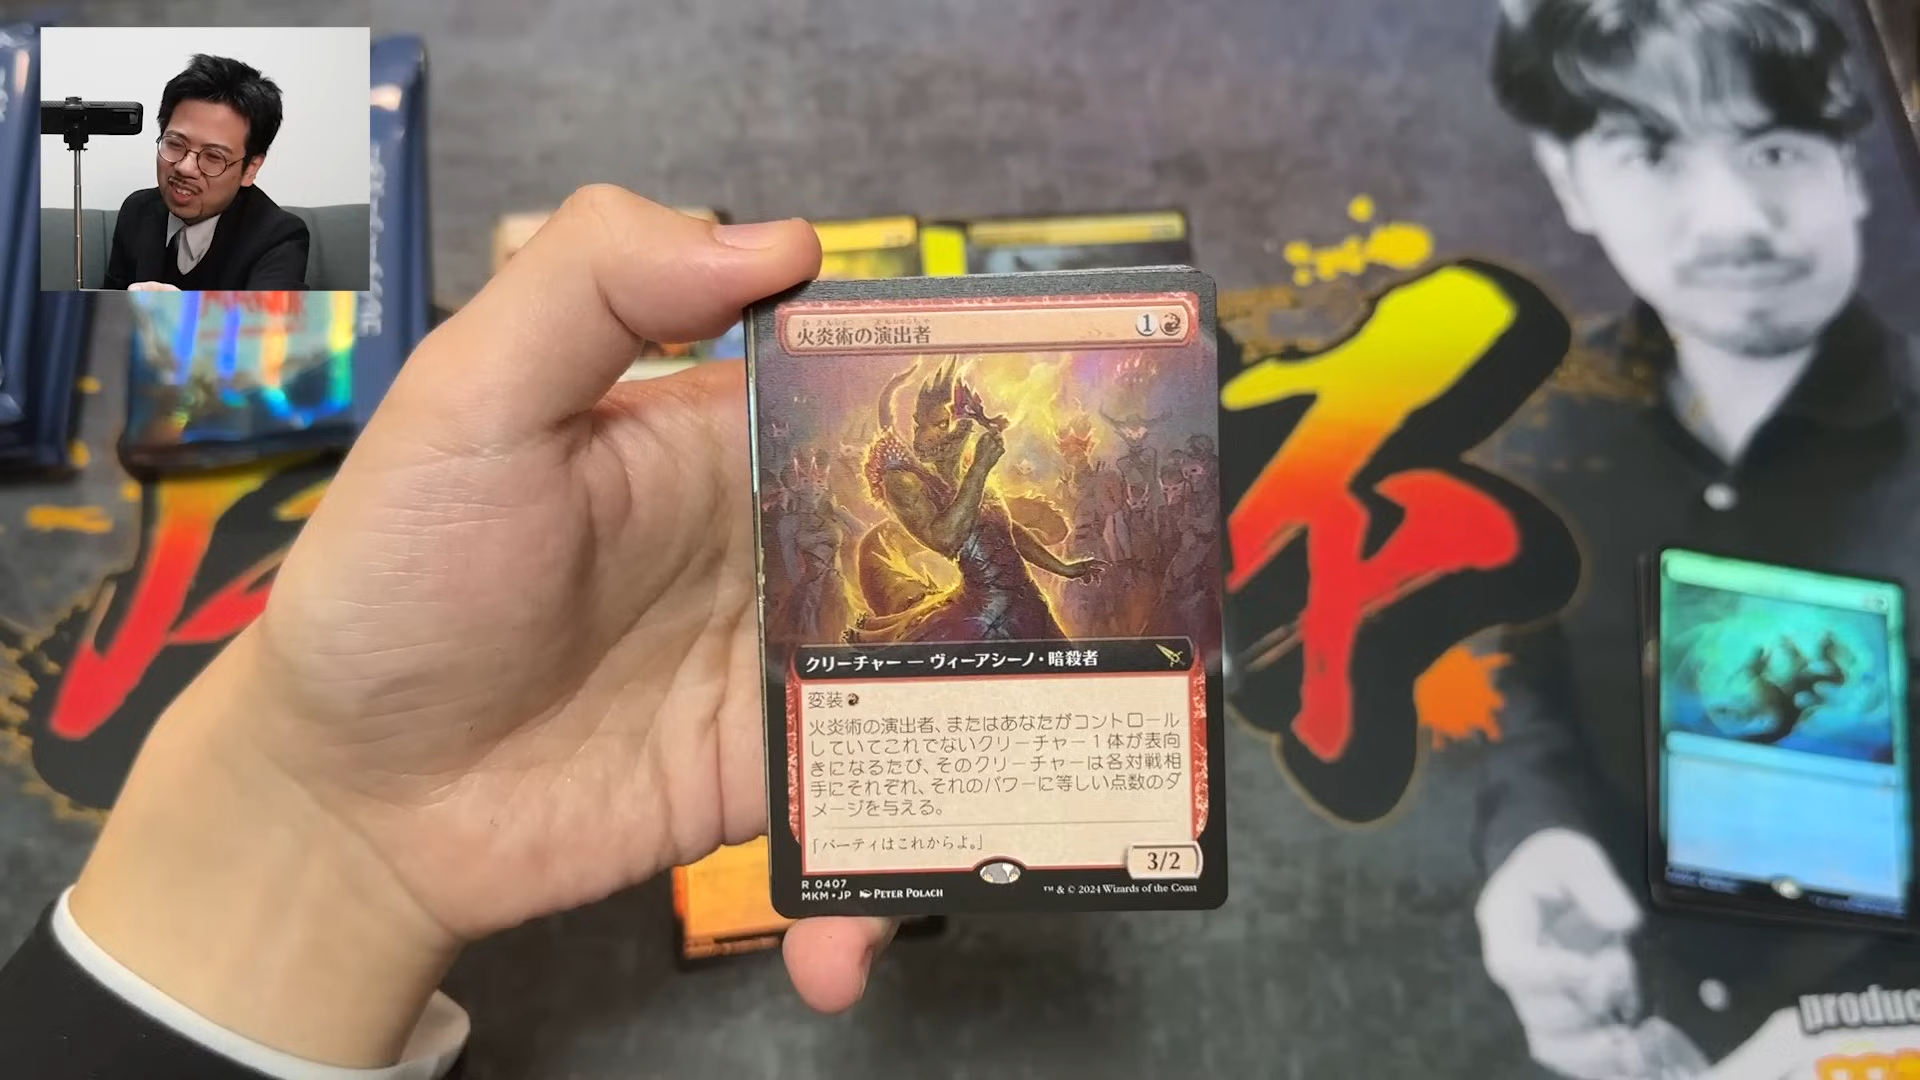 火炎術の演出者
1
クリーチャー — ヴィーアシーノ・暗殺者
変装
火炎術の演出者、またはあなたがコントロール
していてこれでないクリーチャー1体が表向
きになるたび、そのクリーチャーは各対戦相
手にそれぞれ、それのパワーに等しい点数のダ
メージを与える。
「パーティはこれからよ。」
3/2
R 0407
MKM • JP PETER POLACH
™ & © 2024 Wizards of the Coast
produc